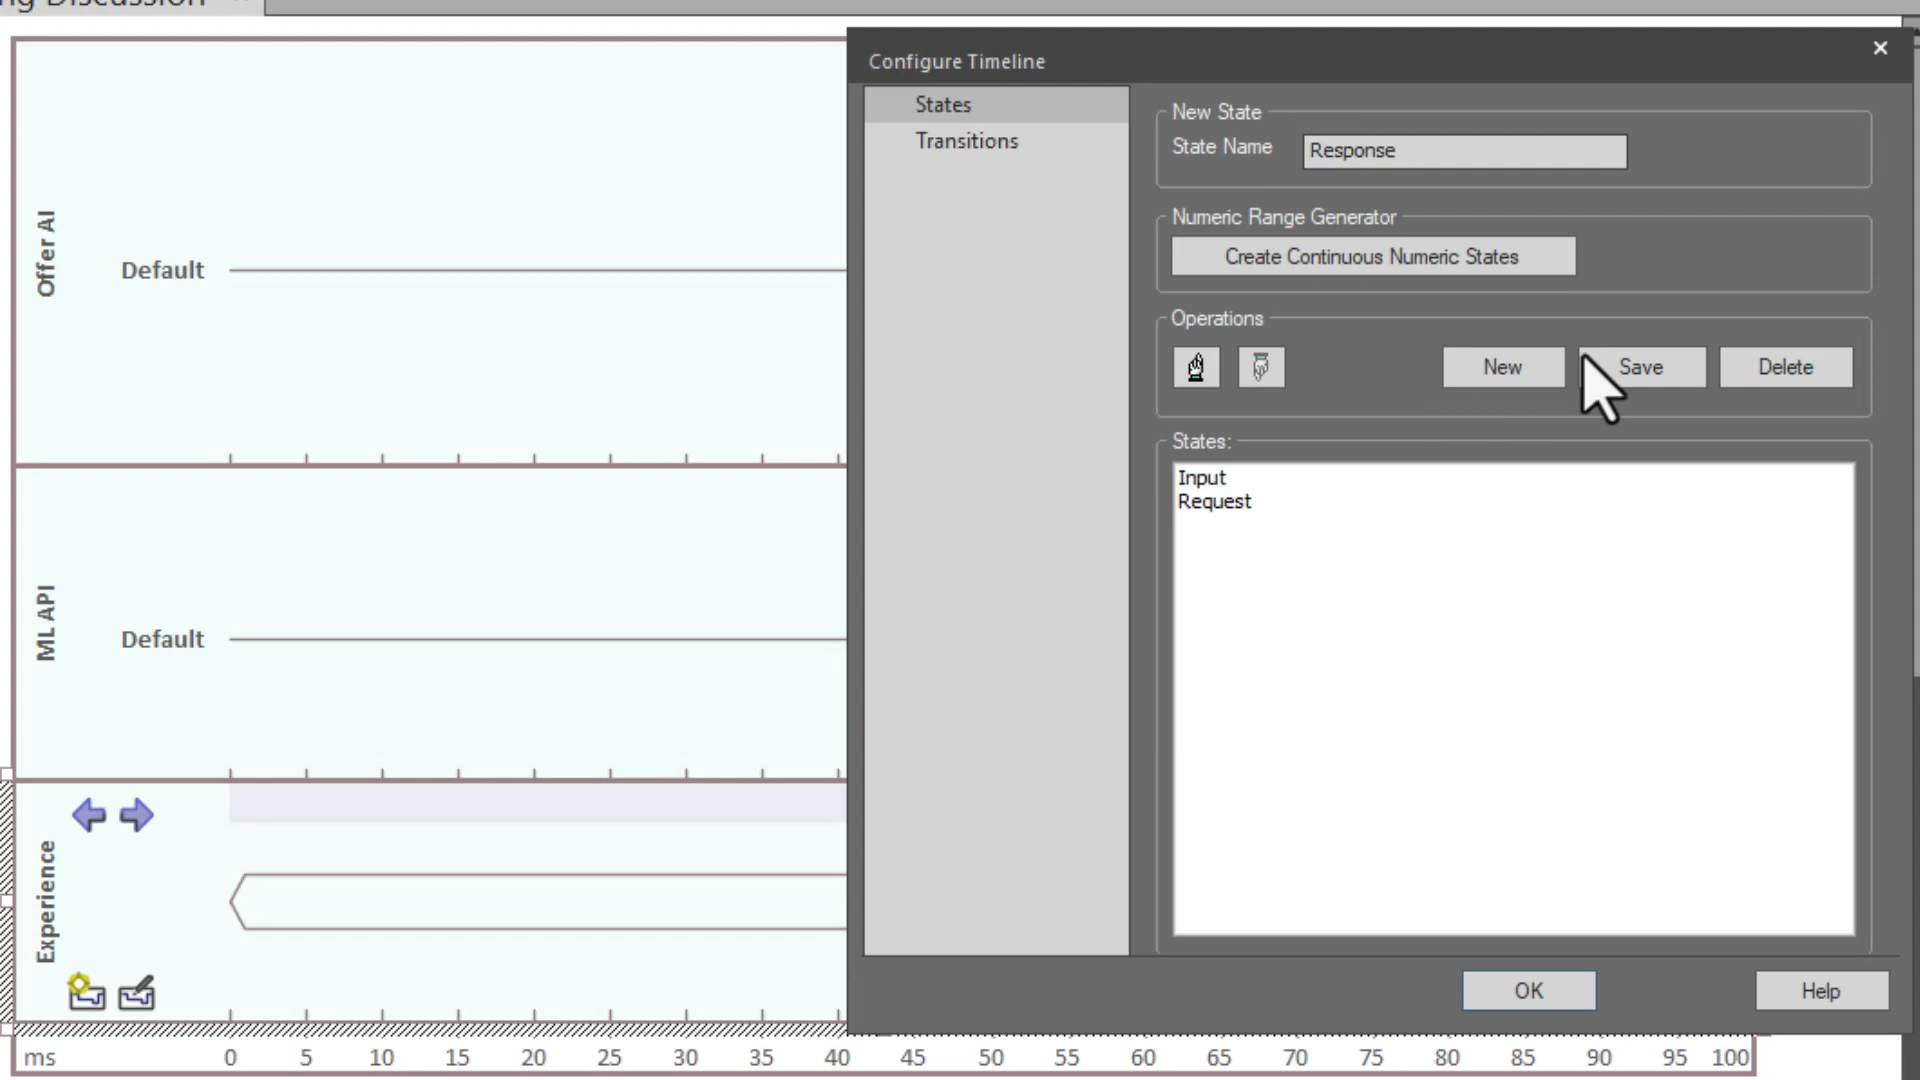 ng Discussion
Configure Timeline
States
Transitions
New State
State Name
Response
Numeric Range Generator
Create Continuous Numeric States
Operations
New
Save
Delete
States:
Input
Request
OK
Help
Offer AI
Default
ML API
Default
Experience
ms 0 5 10 15 20 25 30 35 40 45 50 55 60 65 70 75 80 85 90 95 100